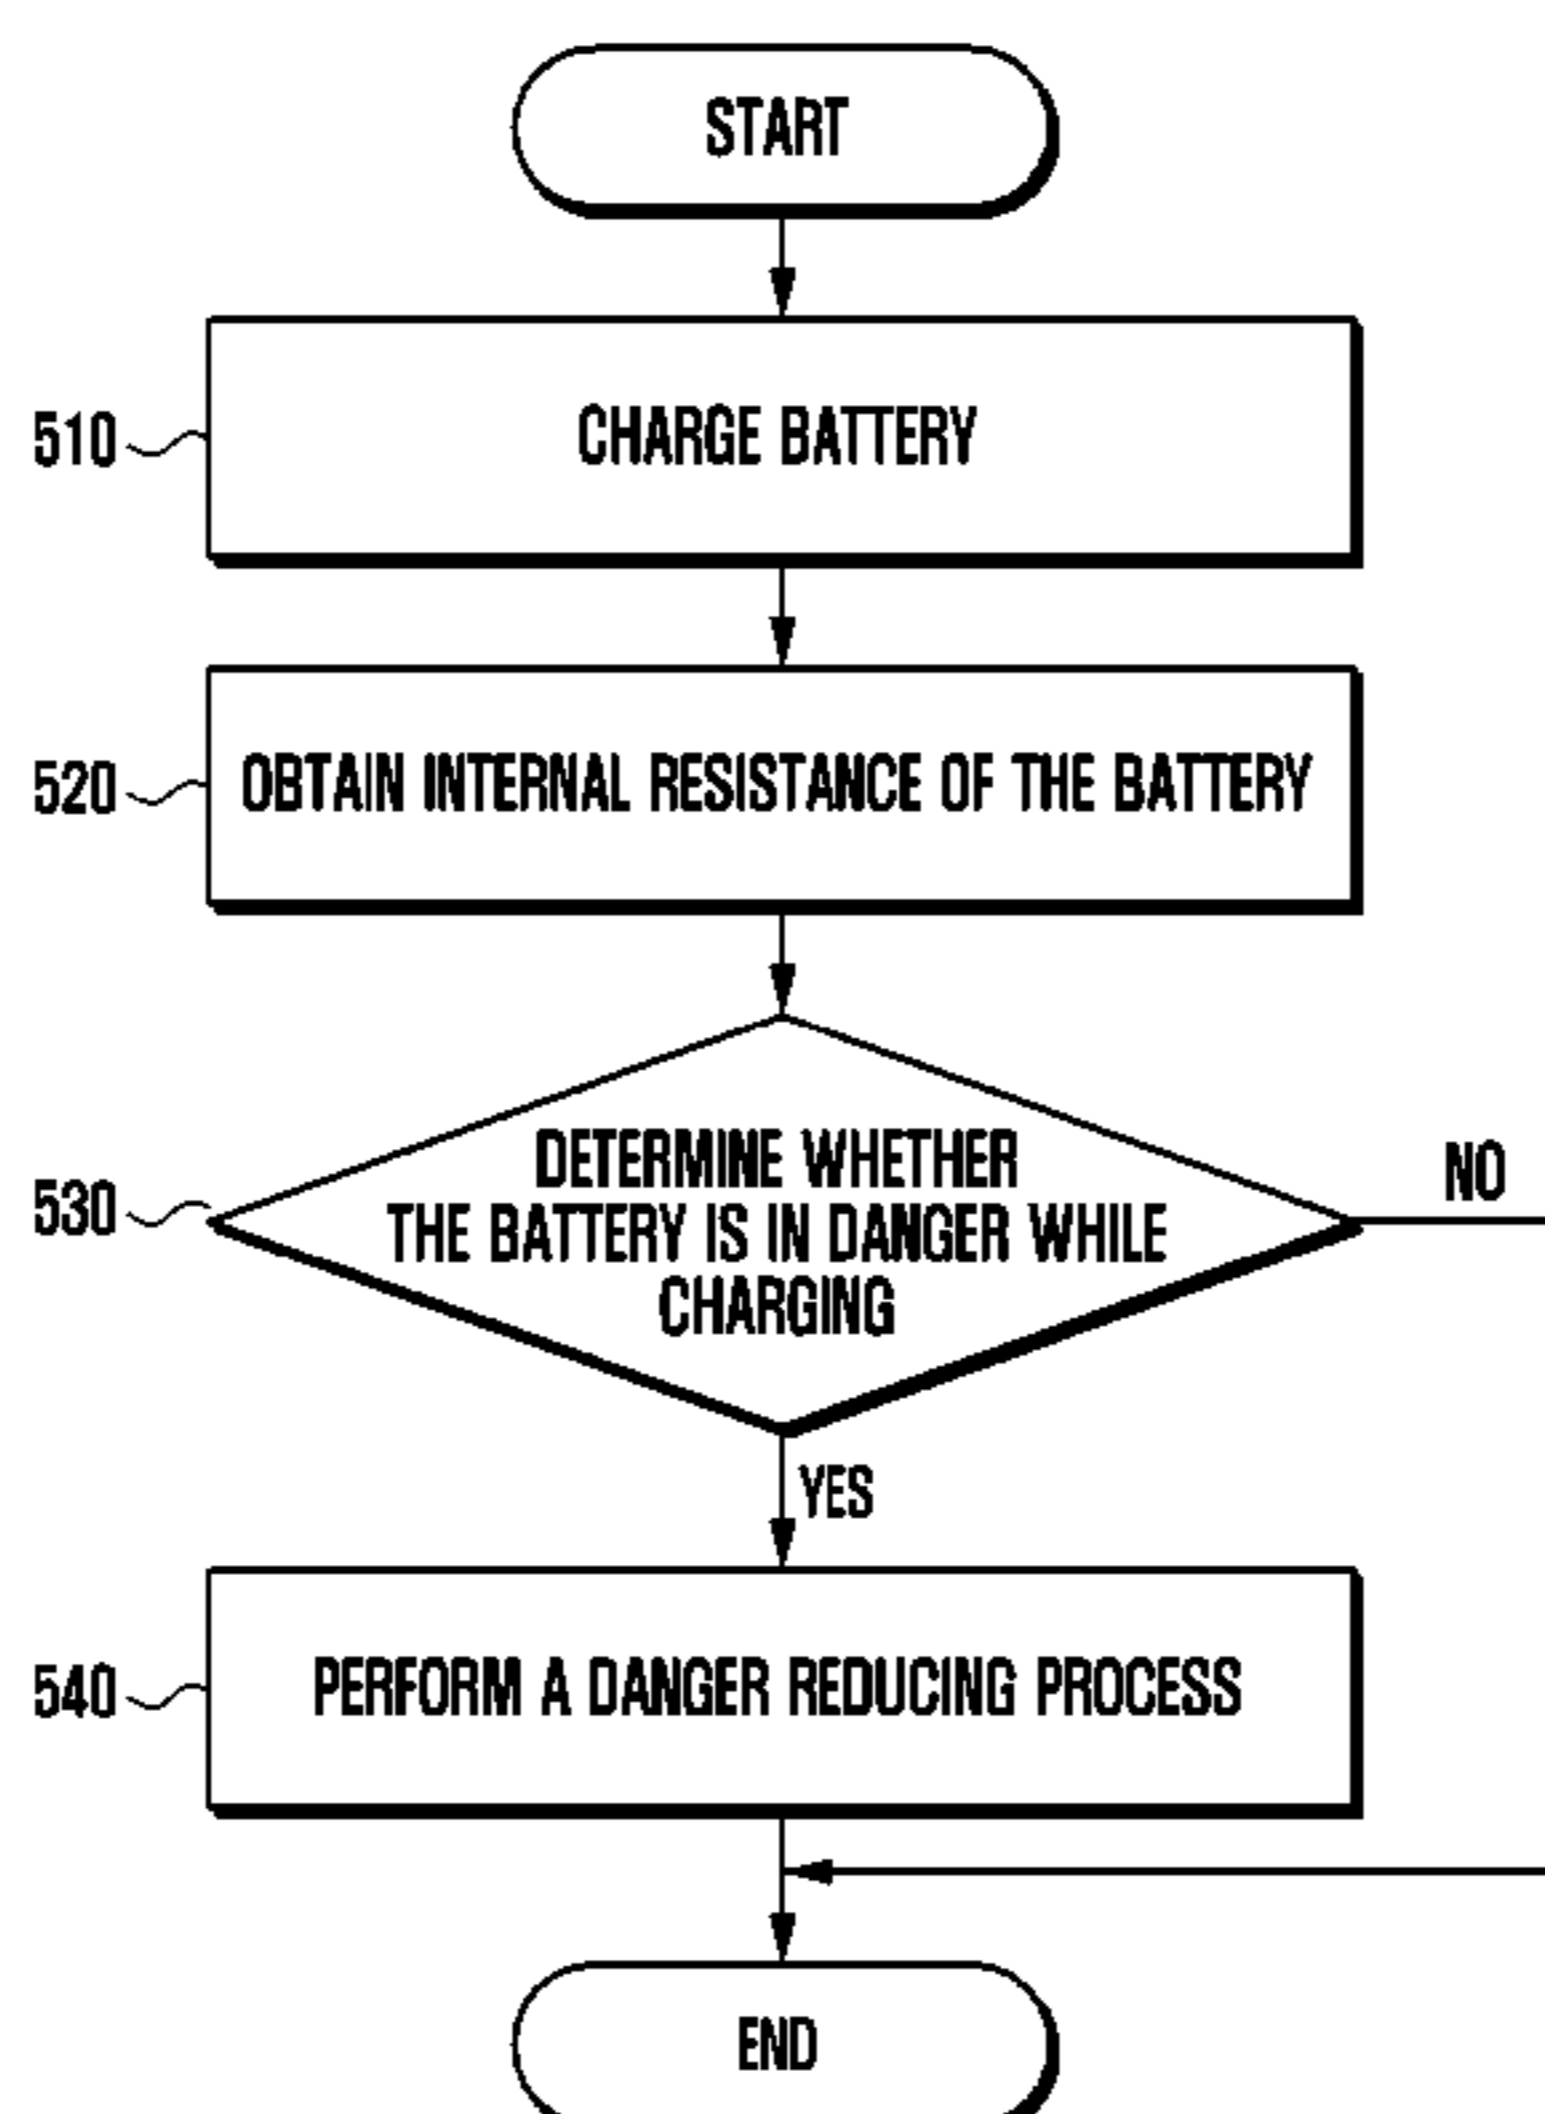 START
510
CHARGE BATTERY
520
OBTAIN INTERNAL RESISTANCE OF THE BATTERY
530
DETERMINE WHETHER
THE BATTERY IS IN DANGER WHILE
CHARGING
NO
YES
540
PERFORM A DANGER REDUCING PROCESS
END